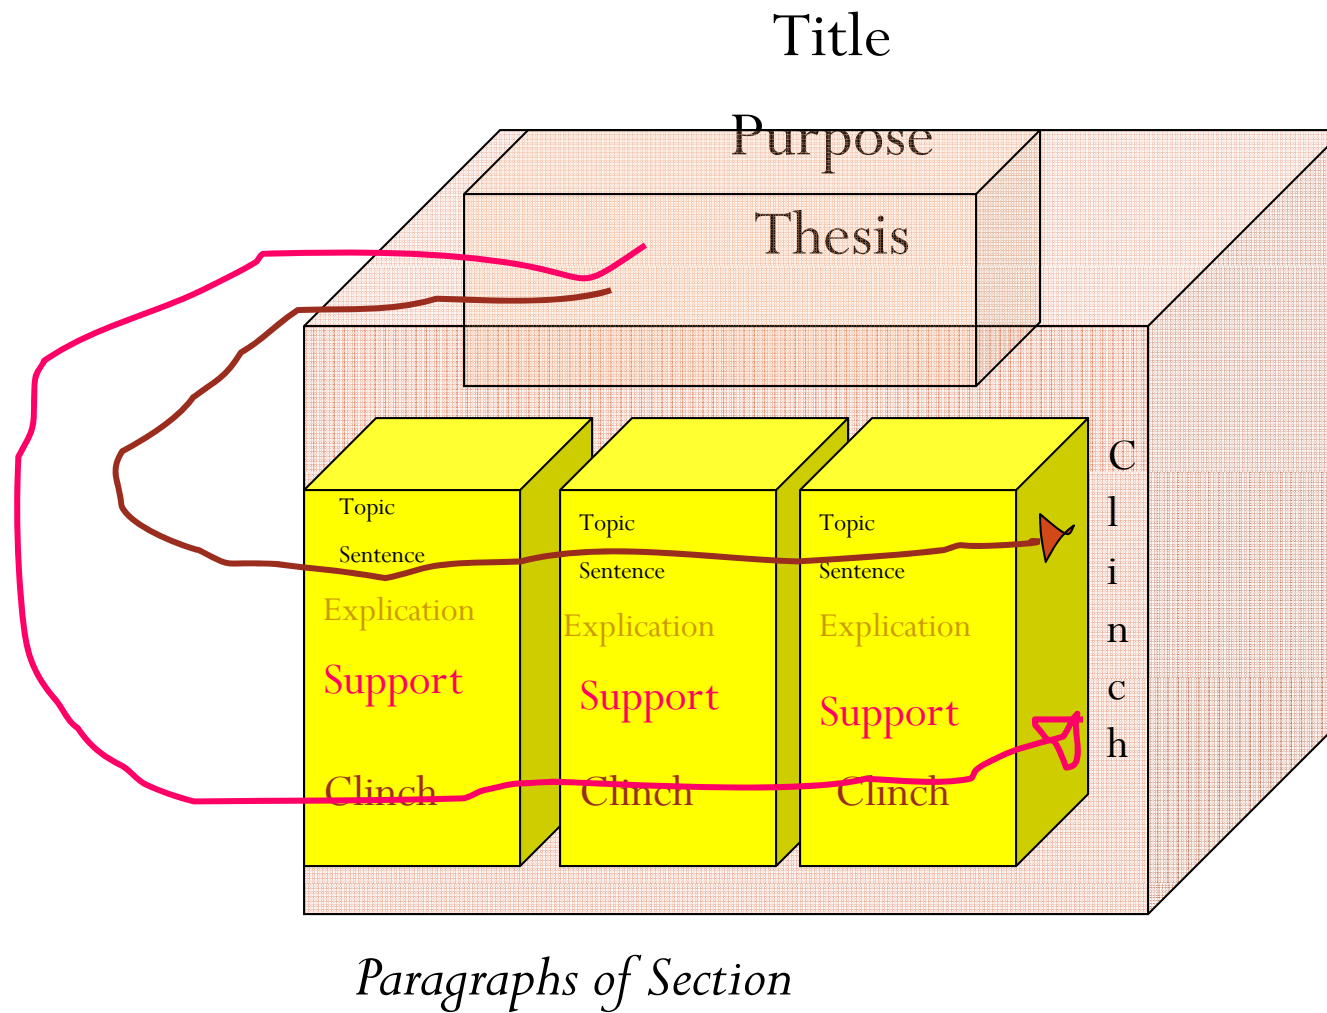 Title
Purpose
Thesis
Topic
Sentence
Explication
Support
Clinch
Topic
Sentence
Explication
Support
Clinch
Topic
Sentence
Explication
Support
Clinch
C
l
i
n
c
h
Paragraphs of Section